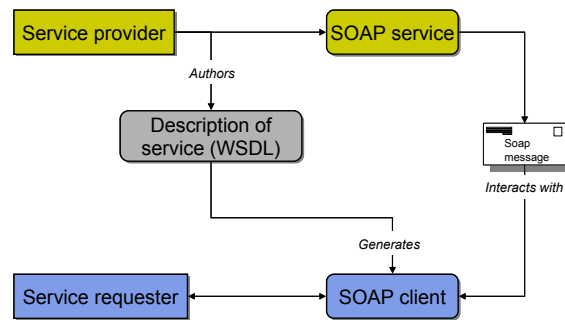 Service provider
SOAP service
Authors
Description of
service (WSDL)
Soap
message
Interacts with
Generates
Service requester
SOAP client